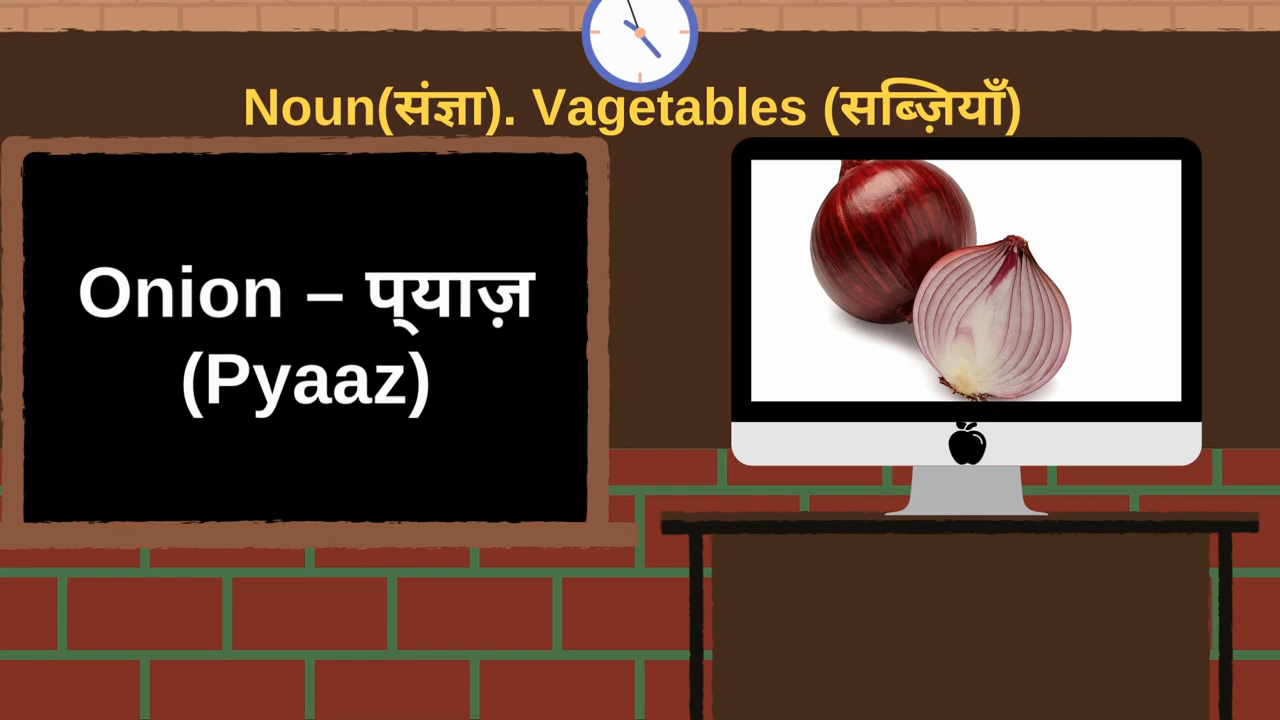 Noun(संज्ञा). Vagetables (सब्ज़ियाँ)
Onion – प्याज़
(Pyaaz)